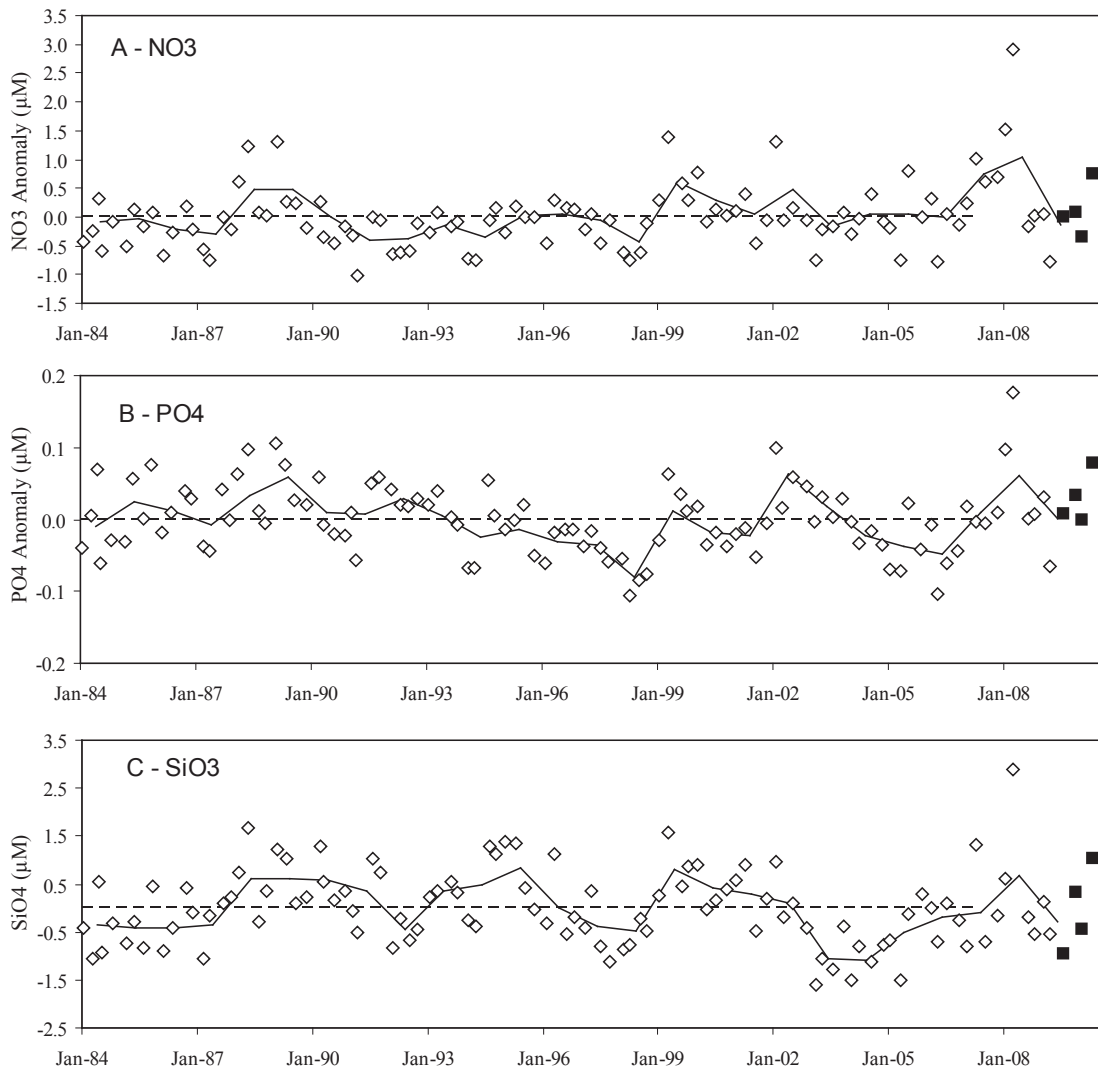 3.5
A - NO3
3.0
2.5
2.0
1.5
1.0
0.5
0.0
-0.5
-1.0
-1.5
NO3 Anomaly (µM)
Jan-84 Jan-87 Jan-90 Jan-93 Jan-96 Jan-99 Jan-02 Jan-05 Jan-08
0.2
B - PO4
0.1
0.0
-0.1
-0.2
PO4 Anomaly (µM)
Jan-84 Jan-87 Jan-90 Jan-93 Jan-96 Jan-99 Jan-02 Jan-05 Jan-08
3.5
C - SiO3
2.5
1.5
0.5
-0.5
-1.5
-2.5
SiO4 (µM)
Jan-84 Jan-87 Jan-90 Jan-93 Jan-96 Jan-99 Jan-02 Jan-05 Jan-08